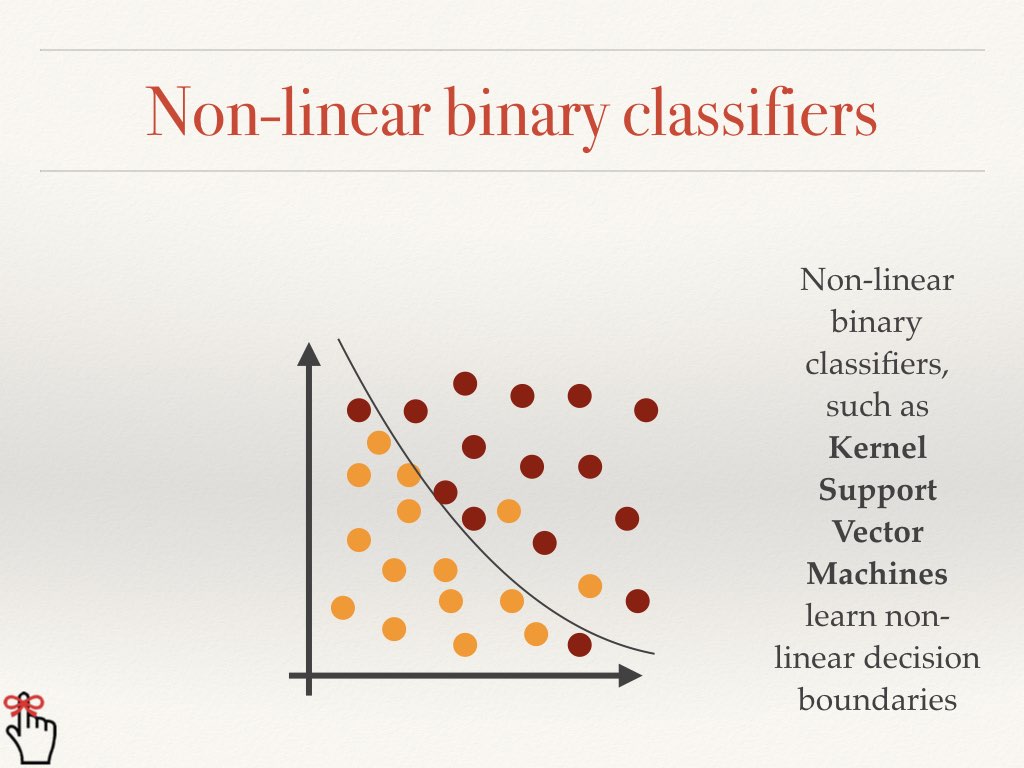 Non-linear binary classifiers
Non-linear
binary
classifiers,
such as
Kernel
Support
Vector
Machines
learn non-
linear decision
boundaries